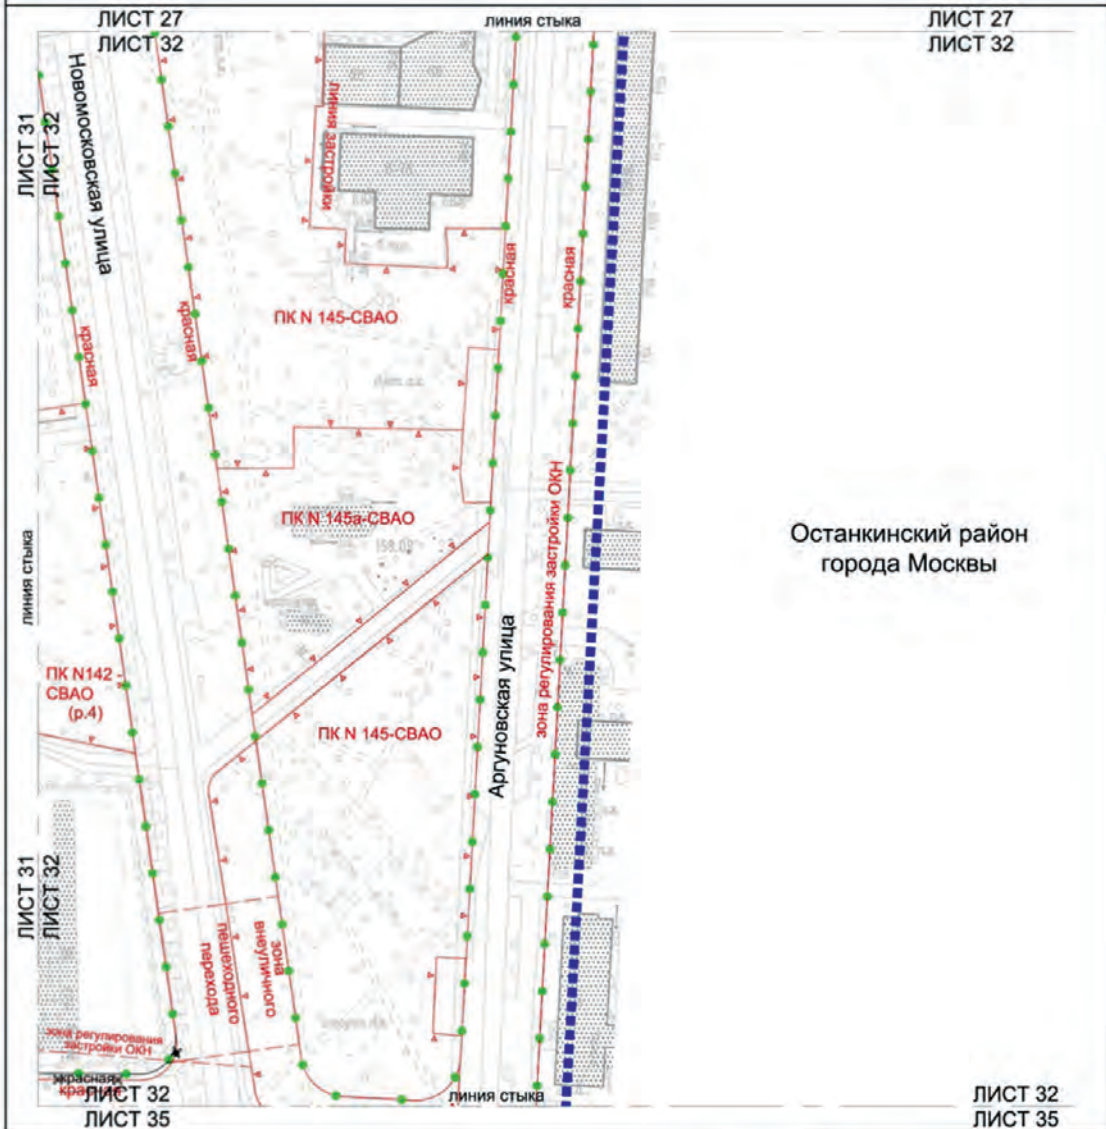 ЛИСТ 27
линия стыка
ЛИСТ 27
ЛИСТ 32
ЛИСТ 32
Новомосковская улица
ЛИСТ 31
ЛИСТ 32
линия застройки
красная
красная
красная
красная
ПК N 145-СВАО
ПК N 145а-СВАО
159.02
зона регулирования застройки ОКН
Останкинский район
города Москвы
линия стыка
Аргуновская улица
ПК N142 -
СВАО
(р.4)
ПК N 145-СВАО
ЛИСТ 31
ЛИСТ 32
зона
внеуличного
пешеходного
перехода
зона регулирования
застройки ОКН
красная
красная
ЛИСТ 32
линия стыка
ЛИСТ 32
ЛИСТ 35
ЛИСТ 35